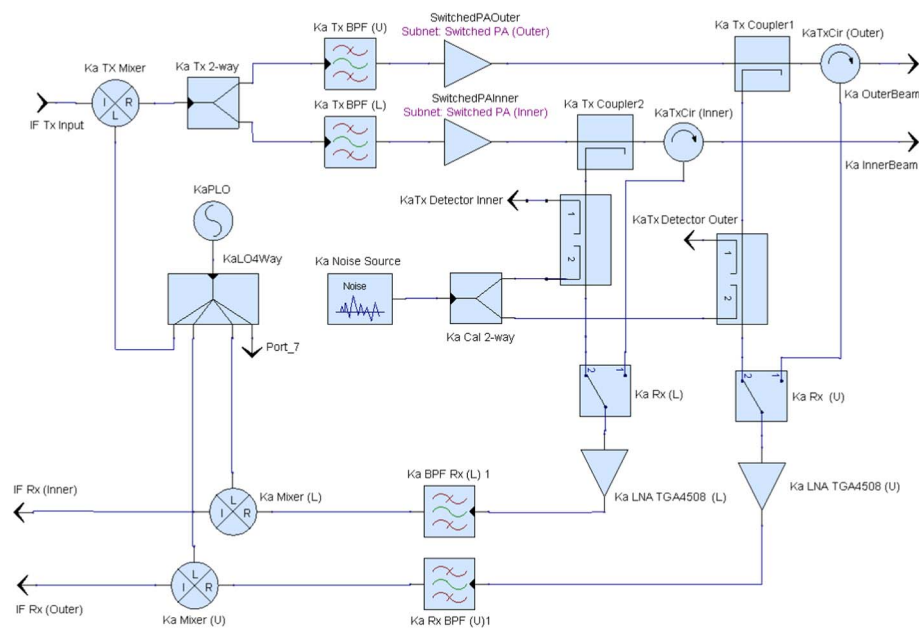 SwitchedPAOuter
Subnet: Switched PA (Outer)
Ka Tx BPF (U)
Ka Tx Coupler1
KaTxCir (Outer)
Ka TX Mixer
Ka Tx 2-way
I R
L
IF Tx Input
Ka OuterBeam
Ka Tx BPF (L)
SwitchedPAInner
Subnet: Switched PA (Inner)
Ka Tx Coupler2
KaTxCir (Inner)
Ka InnerBeam
KaPLO
KaTx Detector Inner
1
2
KaTx Detector Outer
1
2
KaLO4Way
Ka Noise Source
Noise
Ka Cal 2-way
Port_7
2 1
Ka Rx (L)
2 1
Ka Rx (U)
Ka BPF Rx (L) 1
Ka LNA TGA4508 (L)
Ka LNA TGA4508 (U)
IF Rx (Inner)
Ka Mixer (L)
L
I R
IF Rx (Outer)
L
I R
Ka Mixer (U)
Ka Rx BPF (U)1